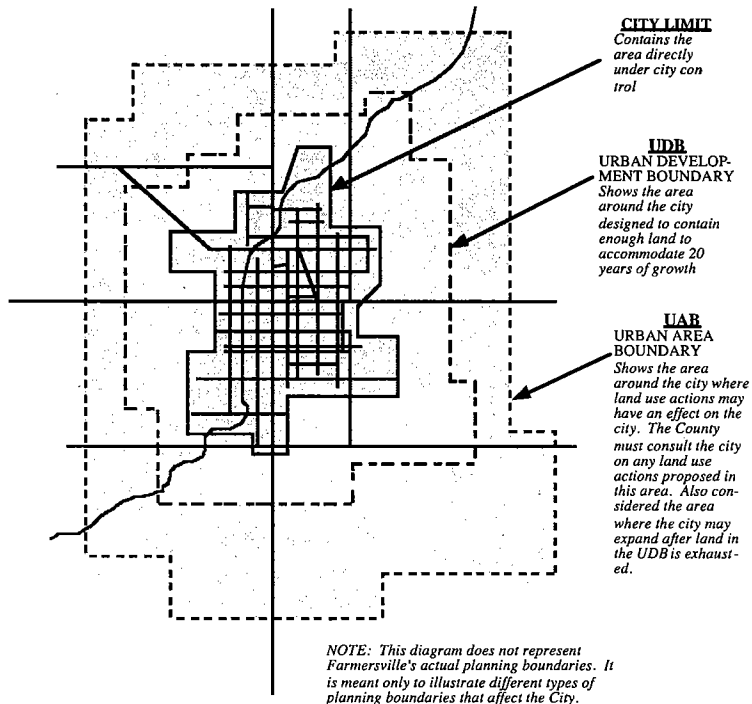 CITY LIMIT
Contains the
area directly
under city con
trol
UDB
URBAN DEVELOP-
MENT BOUNDARY
Shows the area
around the city
designed to contain
enough land to
accommodate 20
years of growth
UAB
URBAN AREA
BOUNDARY
Shows the area
around the city where
land use actions may
have an effect on the
city. The County
must consult the city
on any land use
actions proposed in
this area. Also con-
sidered the area
where the city may
expand after land in
the UDB is exhaust-
ed.
NOTE: This diagram does not represent
Farmersville's actual planning boundaries. It
is meant only to illustrate different types of
planning boundaries that affect the City.